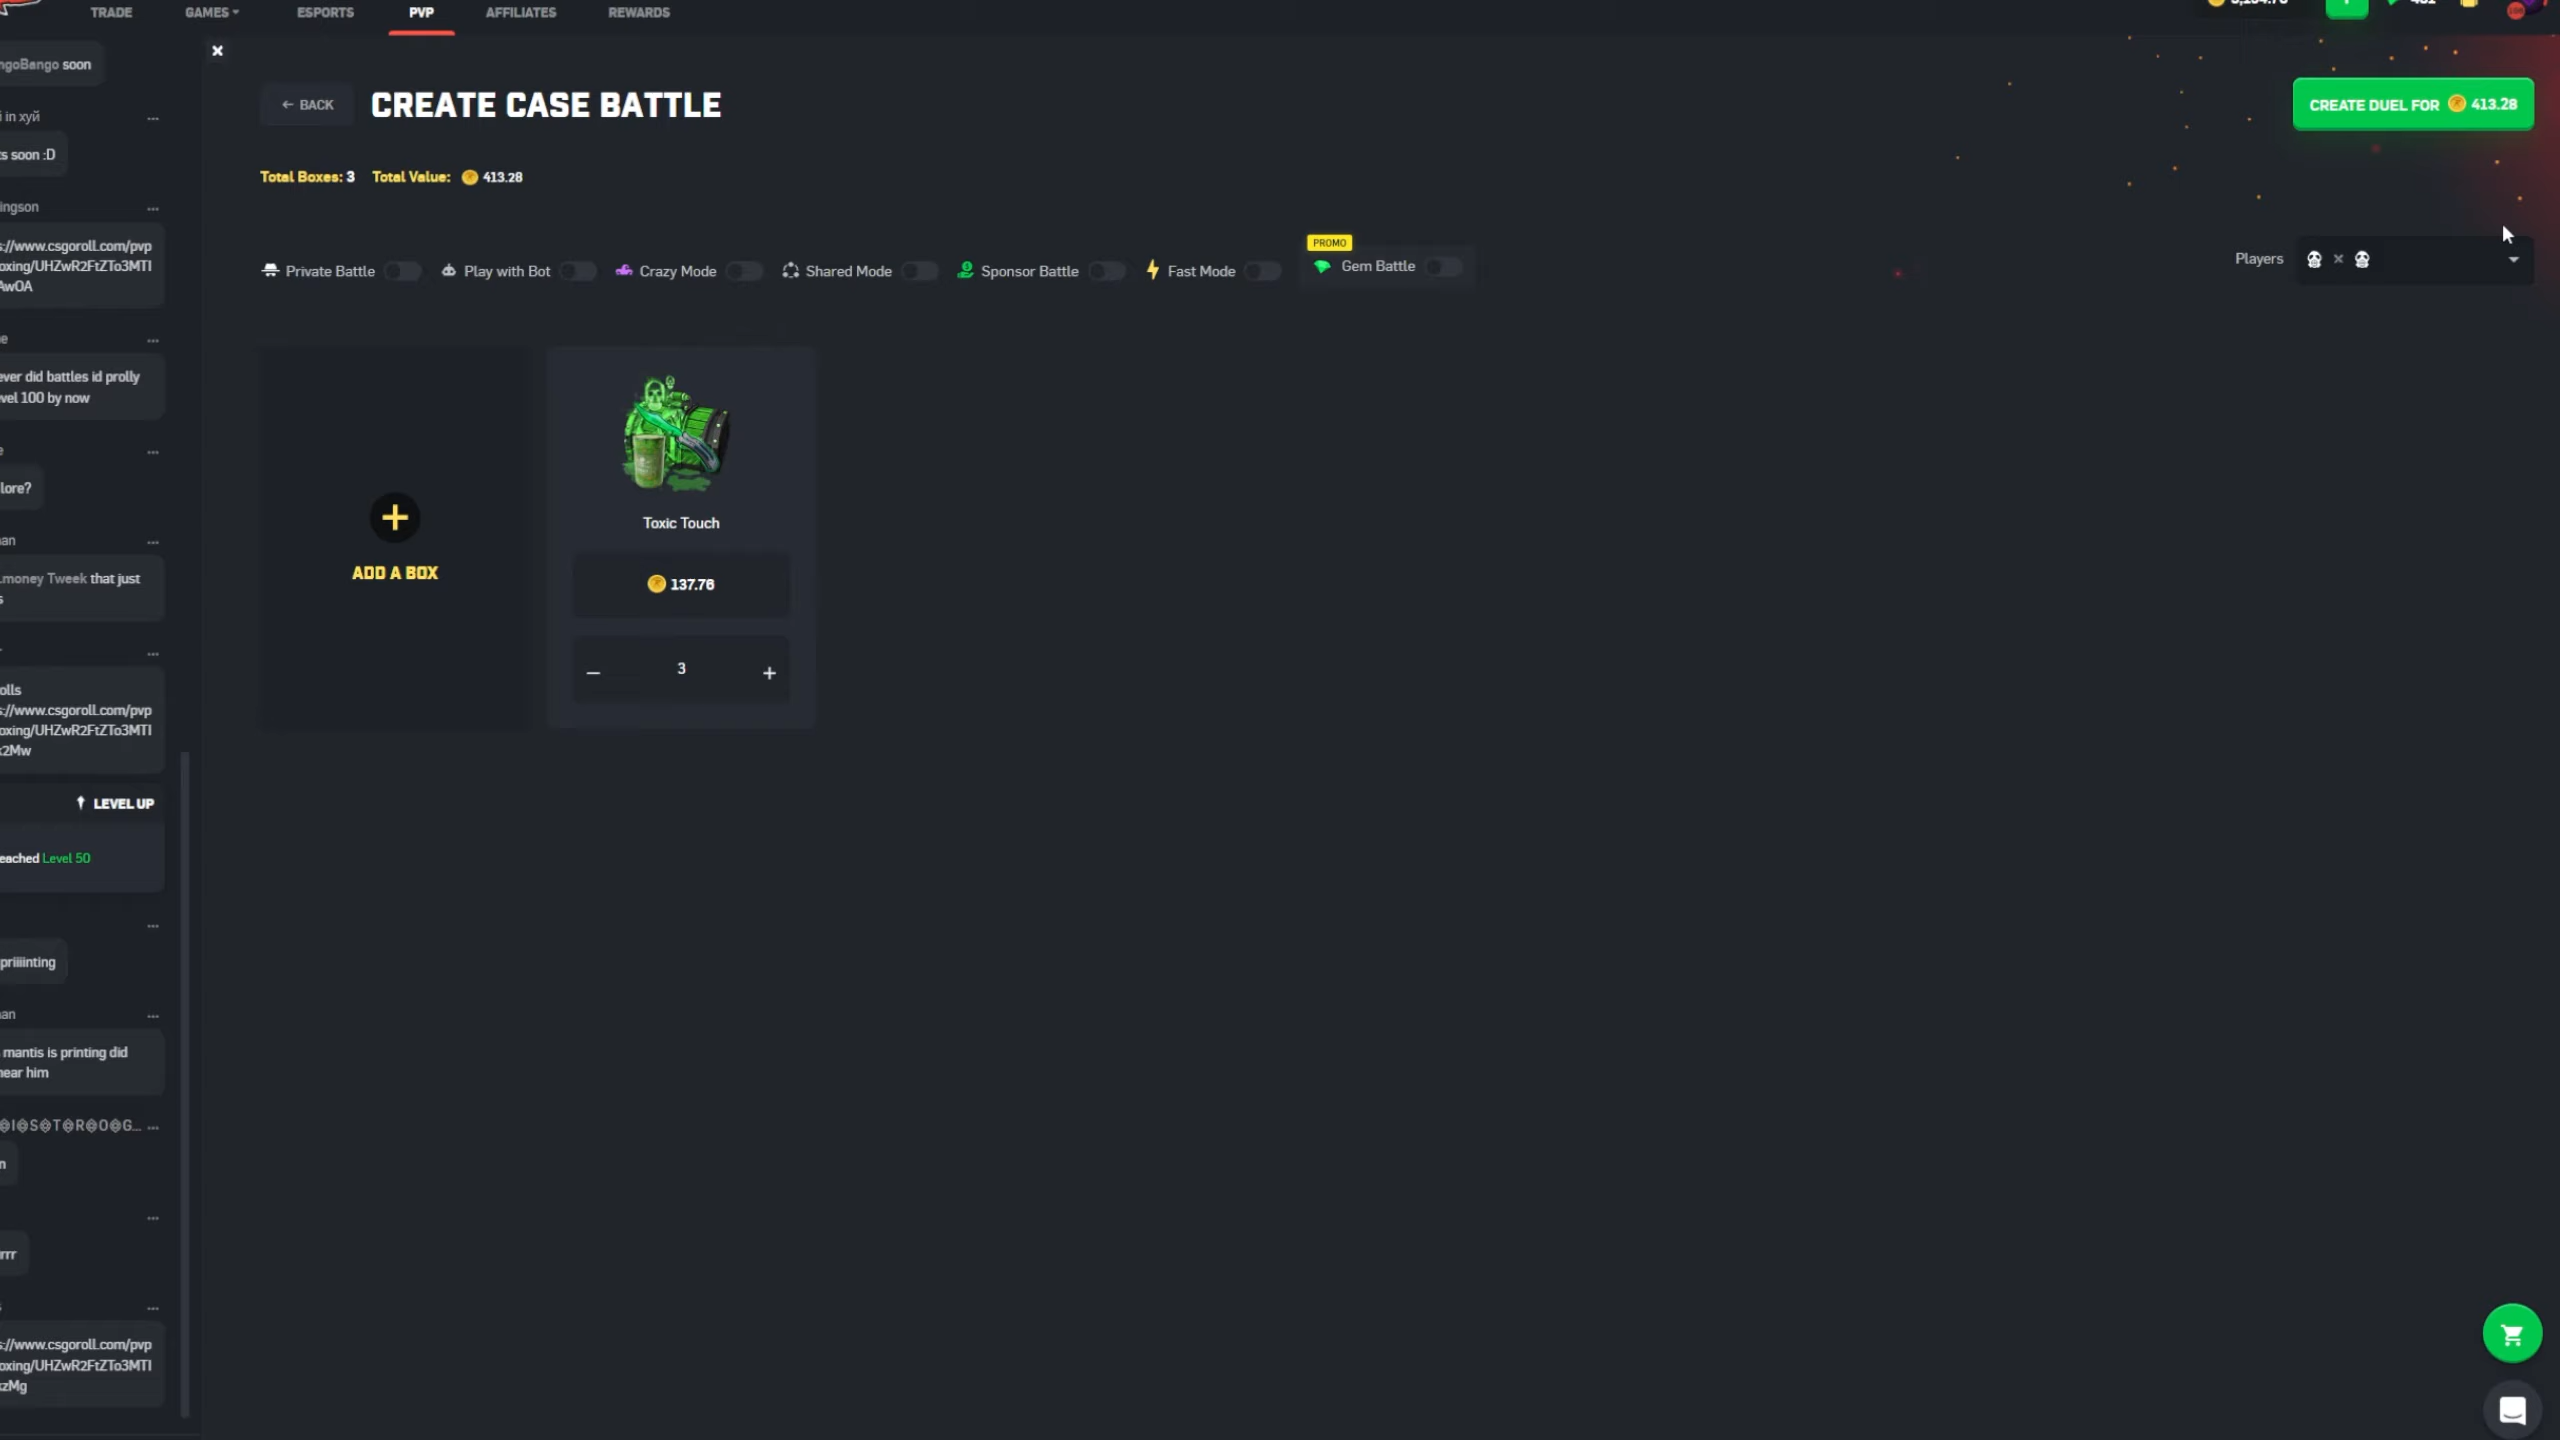 TRADE
GAMES
ESPORTS
PVP
AFFILIATES
REWARDS
ngoBango soon
i in хуй
s soon :D
ingson
s://www.csgoroll.com/pvp
oxing/UHZwR2FtZTo3MTI
AwOA
ever did battles id prolly
evel 100 by now
lore?
.money Tweek that just
s
olls
s://www.csgoroll.com/pvp
oxing/UHZwR2FtZTo3MTI
k2Mw
LEVEL UP
eached Level 50
priiiinting
an
mantis is printing did
hear him
I S T R O G...
n
rrr
s://www.csgoroll.com/pvp
oxing/UHZwR2FtZTo3MTI
zMg
BACK
CREATE CASE BATTLE
CREATE DUEL FOR 413.28
Total Boxes: 3 Total Value: 413.28
Private Battle
Play with Bot
Crazy Mode
Shared Mode
Sponsor Battle
Fast Mode
PROMO
Gem Battle
Players
ADD A BOX
Toxic Touch
137.76
3